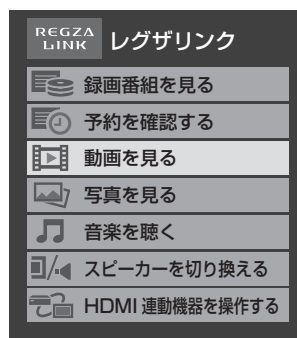 REGZA
LINK レグザリンク
録画番組を見る
予約を確認する
動画を見る
写真を見る
音楽を聴く
スピーカーを切り換える
HDMI 連動機器を操作する